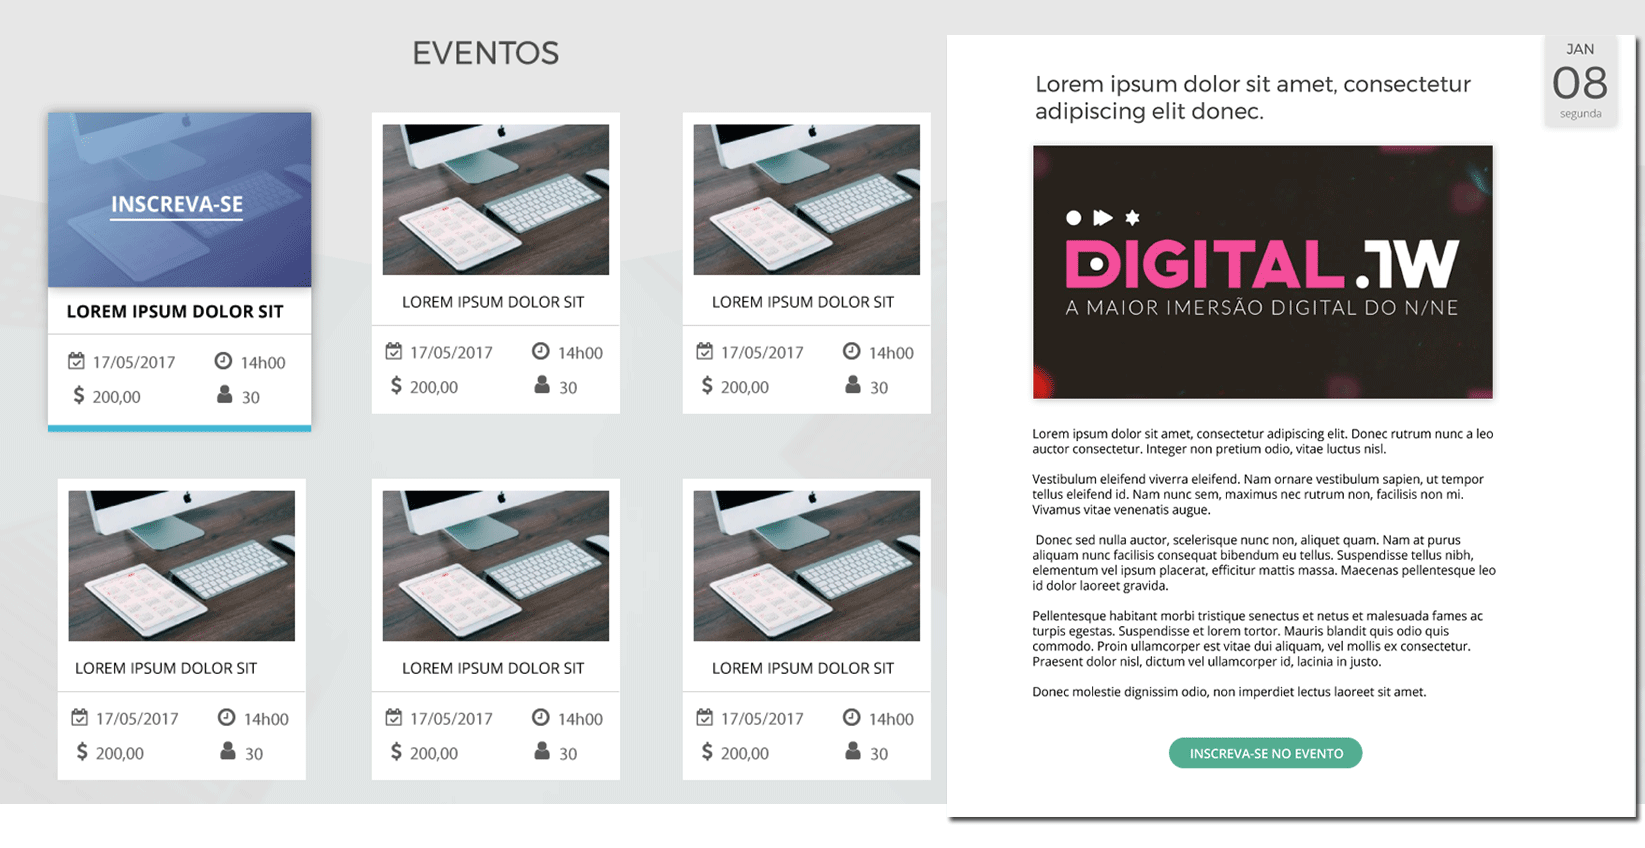 EVENTOS
INSCREVA-SE
LOREM IPSUM DOLOR SIT
17/05/2017 14h00
$ 200,00 30
LOREM IPSUM DOLOR SIT
17/05/2017 14h00
$ 200,00 30
LOREM IPSUM DOLOR SIT
17/05/2017 14h00
$ 200,00 30
LOREM IPSUM DOLOR SIT
17/05/2017 14h00
$ 200,00 30
LOREM IPSUM DOLOR SIT
17/05/2017 14h00
$ 200,00 30
LOREM IPSUM DOLOR SIT
17/05/2017 14h00
$ 200,00 30
JAN
08
segunda
Lorem ipsum dolor sit amet, consectetur
adipiscing elit donec.
DIGITAL.1W
A MAIOR IMERSÃO DIGITAL DO N/NE
Lorem ipsum dolor sit amet, consectetur adipiscing elit. Donec rutrum nunc a leo
auctor consectetur. Integer non pretium odio, vitae luctus nisl.
Vestibulum eleifend viverra eleifend. Nam ornare vestibulum sapien, ut tempor
tellus eleifend id. Nam nunc sem, maximus nec rutrum non, facilisis non mi.
Vivamus vitae venenatis augue.
Donec sed nulla auctor, scelerisque nunc non, aliquet quam. Nam at purus
aliquam nunc facilisis consequat bibendum eu tellus. Suspendisse tellus nibh,
elementum vel ipsum placerat, efficitur mattis massa. Maecenas pellentesque leo
id dolor laoreet gravida.
Pellentesque habitant morbi tristique senectus et netus et malesuada fames ac
turpis egestas. Suspendisse et lorem tortor. Mauris blandit quis odio quis
commodo. Proin ullamcorper est vitae dui aliquam, vel mollis ex consectetur.
Praesent dolor nisl, dictum vel ullamcorper id, lacinia in justo.
Donec molestie dignissim odio, non imperdiet lectus laoreet sit amet.
INSCREVA-SE NO EVENTO